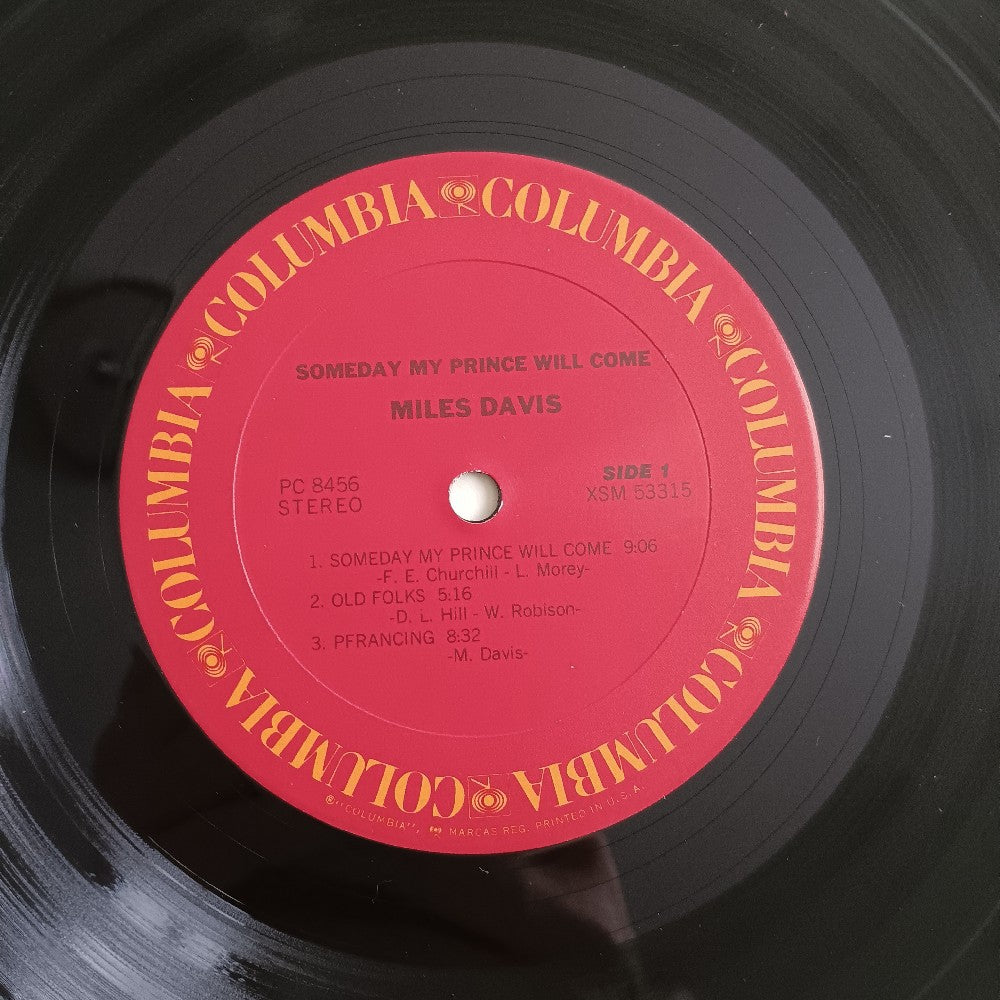 COLUMBIA COLUMBIA COLUMBIA COLUMBIA COLUMBIA COLUMBIA
SOMEDAY MY PRINCE WILL COME
MILES DAVIS
PC 8456
STEREO
SIDE 1
XSM 53315
1. SOMEDAY MY PRINCE WILL COME 9:06
-F. E. Churchill - L. Morey-
2. OLD FOLKS 5:16
-D. L. Hill - W. Robison-
3. PFRANCING 8:32
-M. Davis-
®"COLUMBIA", MARCAS REG. PRINTED IN U.S.A.